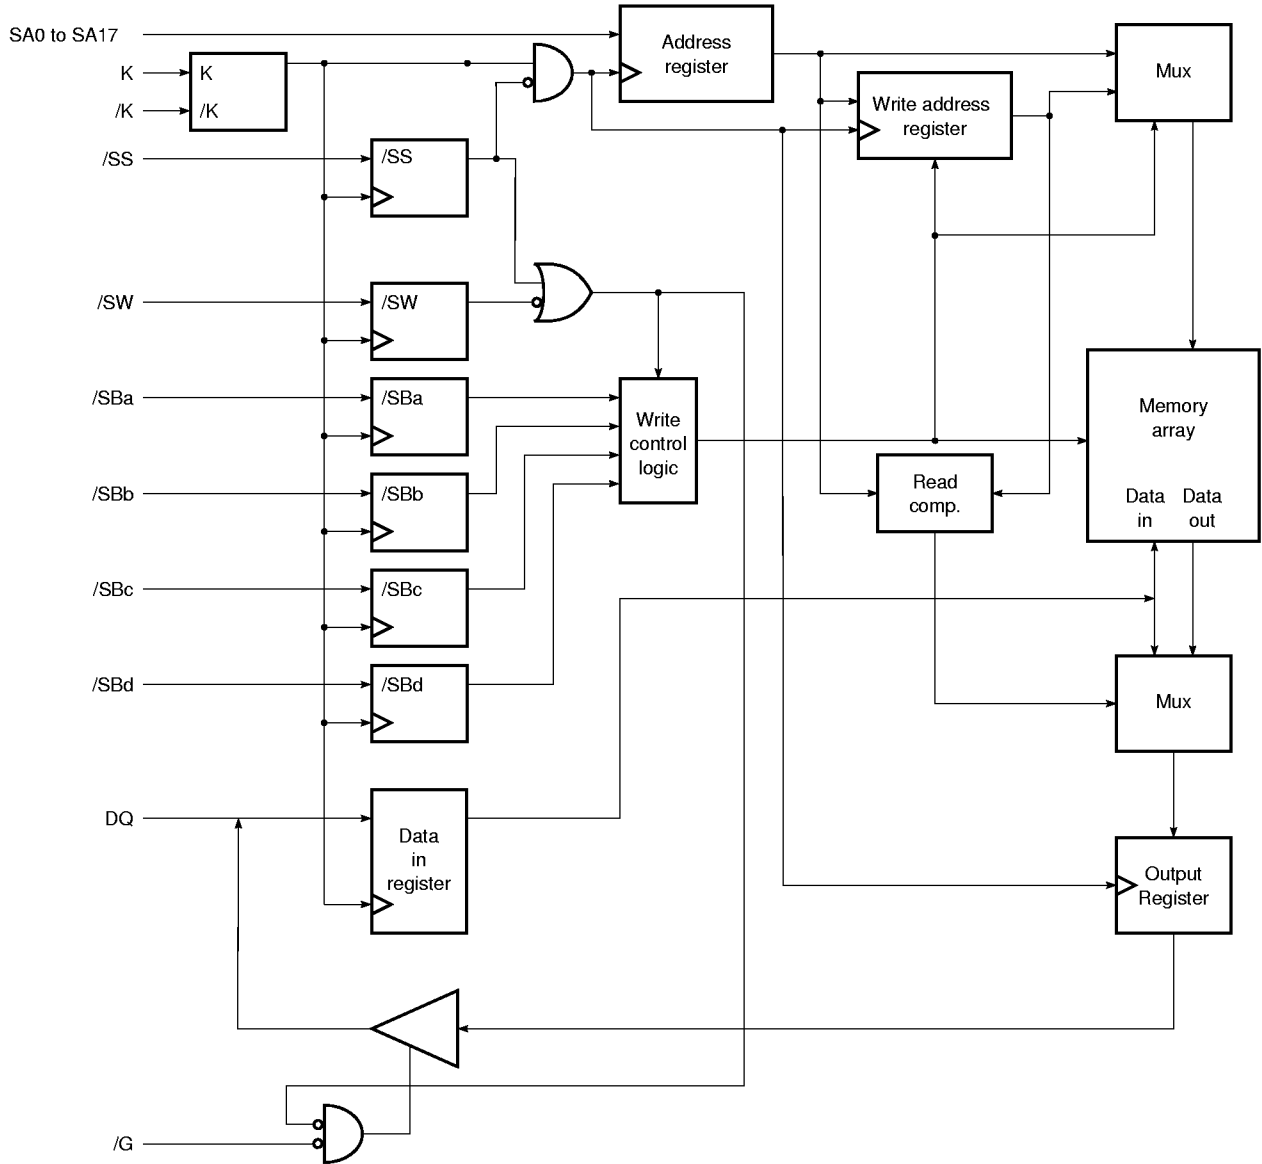 SA0 to SA17
Address
register
Mux
K
K
/K
/K
Write address
register
/SS
/SS
/SW
/SW
/SBa
/SBa
Write
control
logic
Memory
array
Data
in
Data
out
Read
comp.
/SBb
/SBb
/SBc
/SBc
/SBd
/SBd
Mux
DQ
Data
in
register
Output
Register
/G